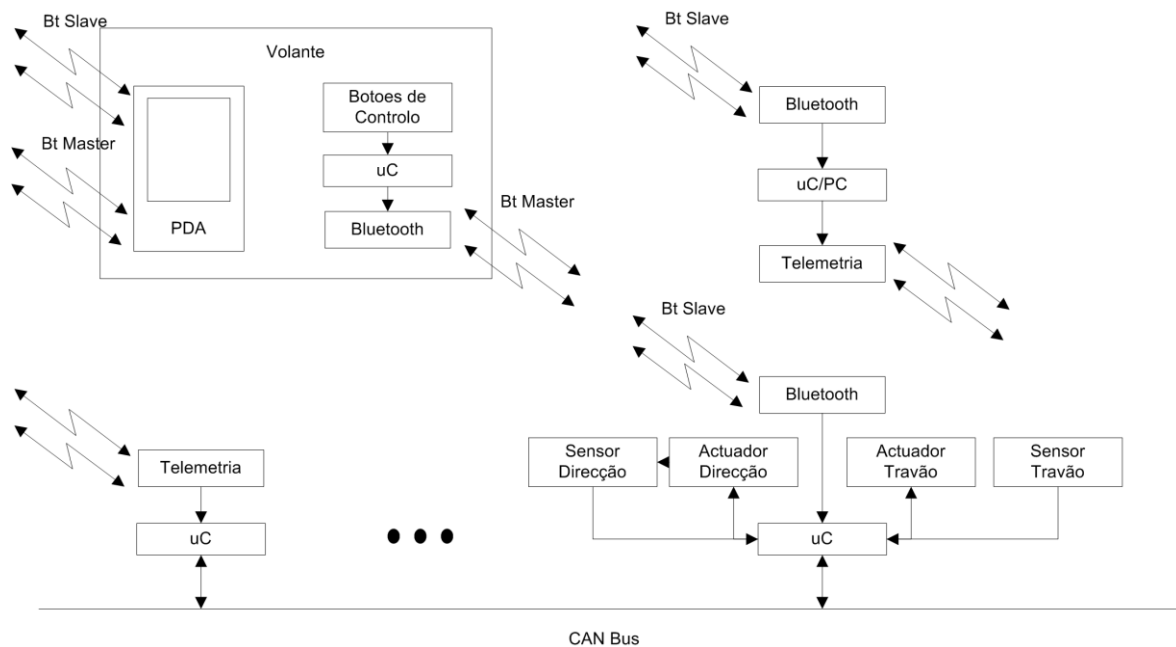 Bt Slave
Volante
Botoes de
Controlo
Bt Master
uC
PDA
Bluetooth
Bt Master
Bt Slave
Bluetooth
uC/PC
Telemetria
Bt Slave
Bluetooth
Telemetria
uC
Sensor
Direcção
Actuador
Direcção
Actuador
Travão
Sensor
Travão
uC
CAN Bus